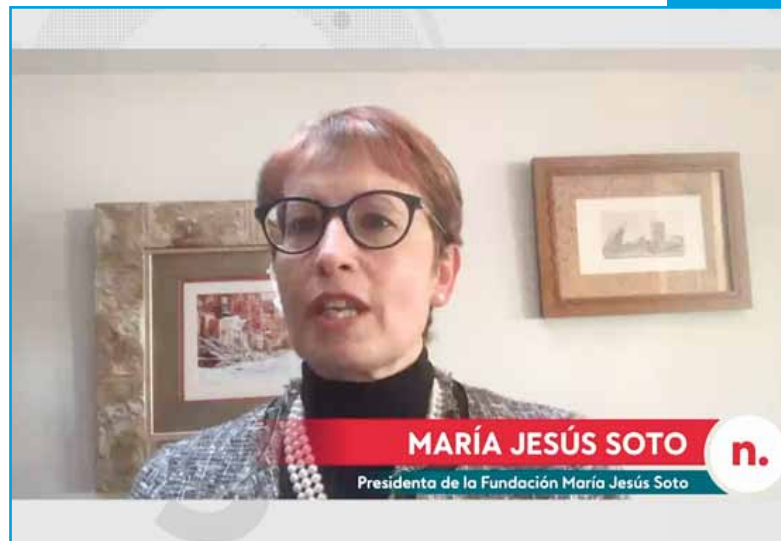 MARÍA JESÚS SOTO
n.
Presidenta de la Fundación María Jesús Soto